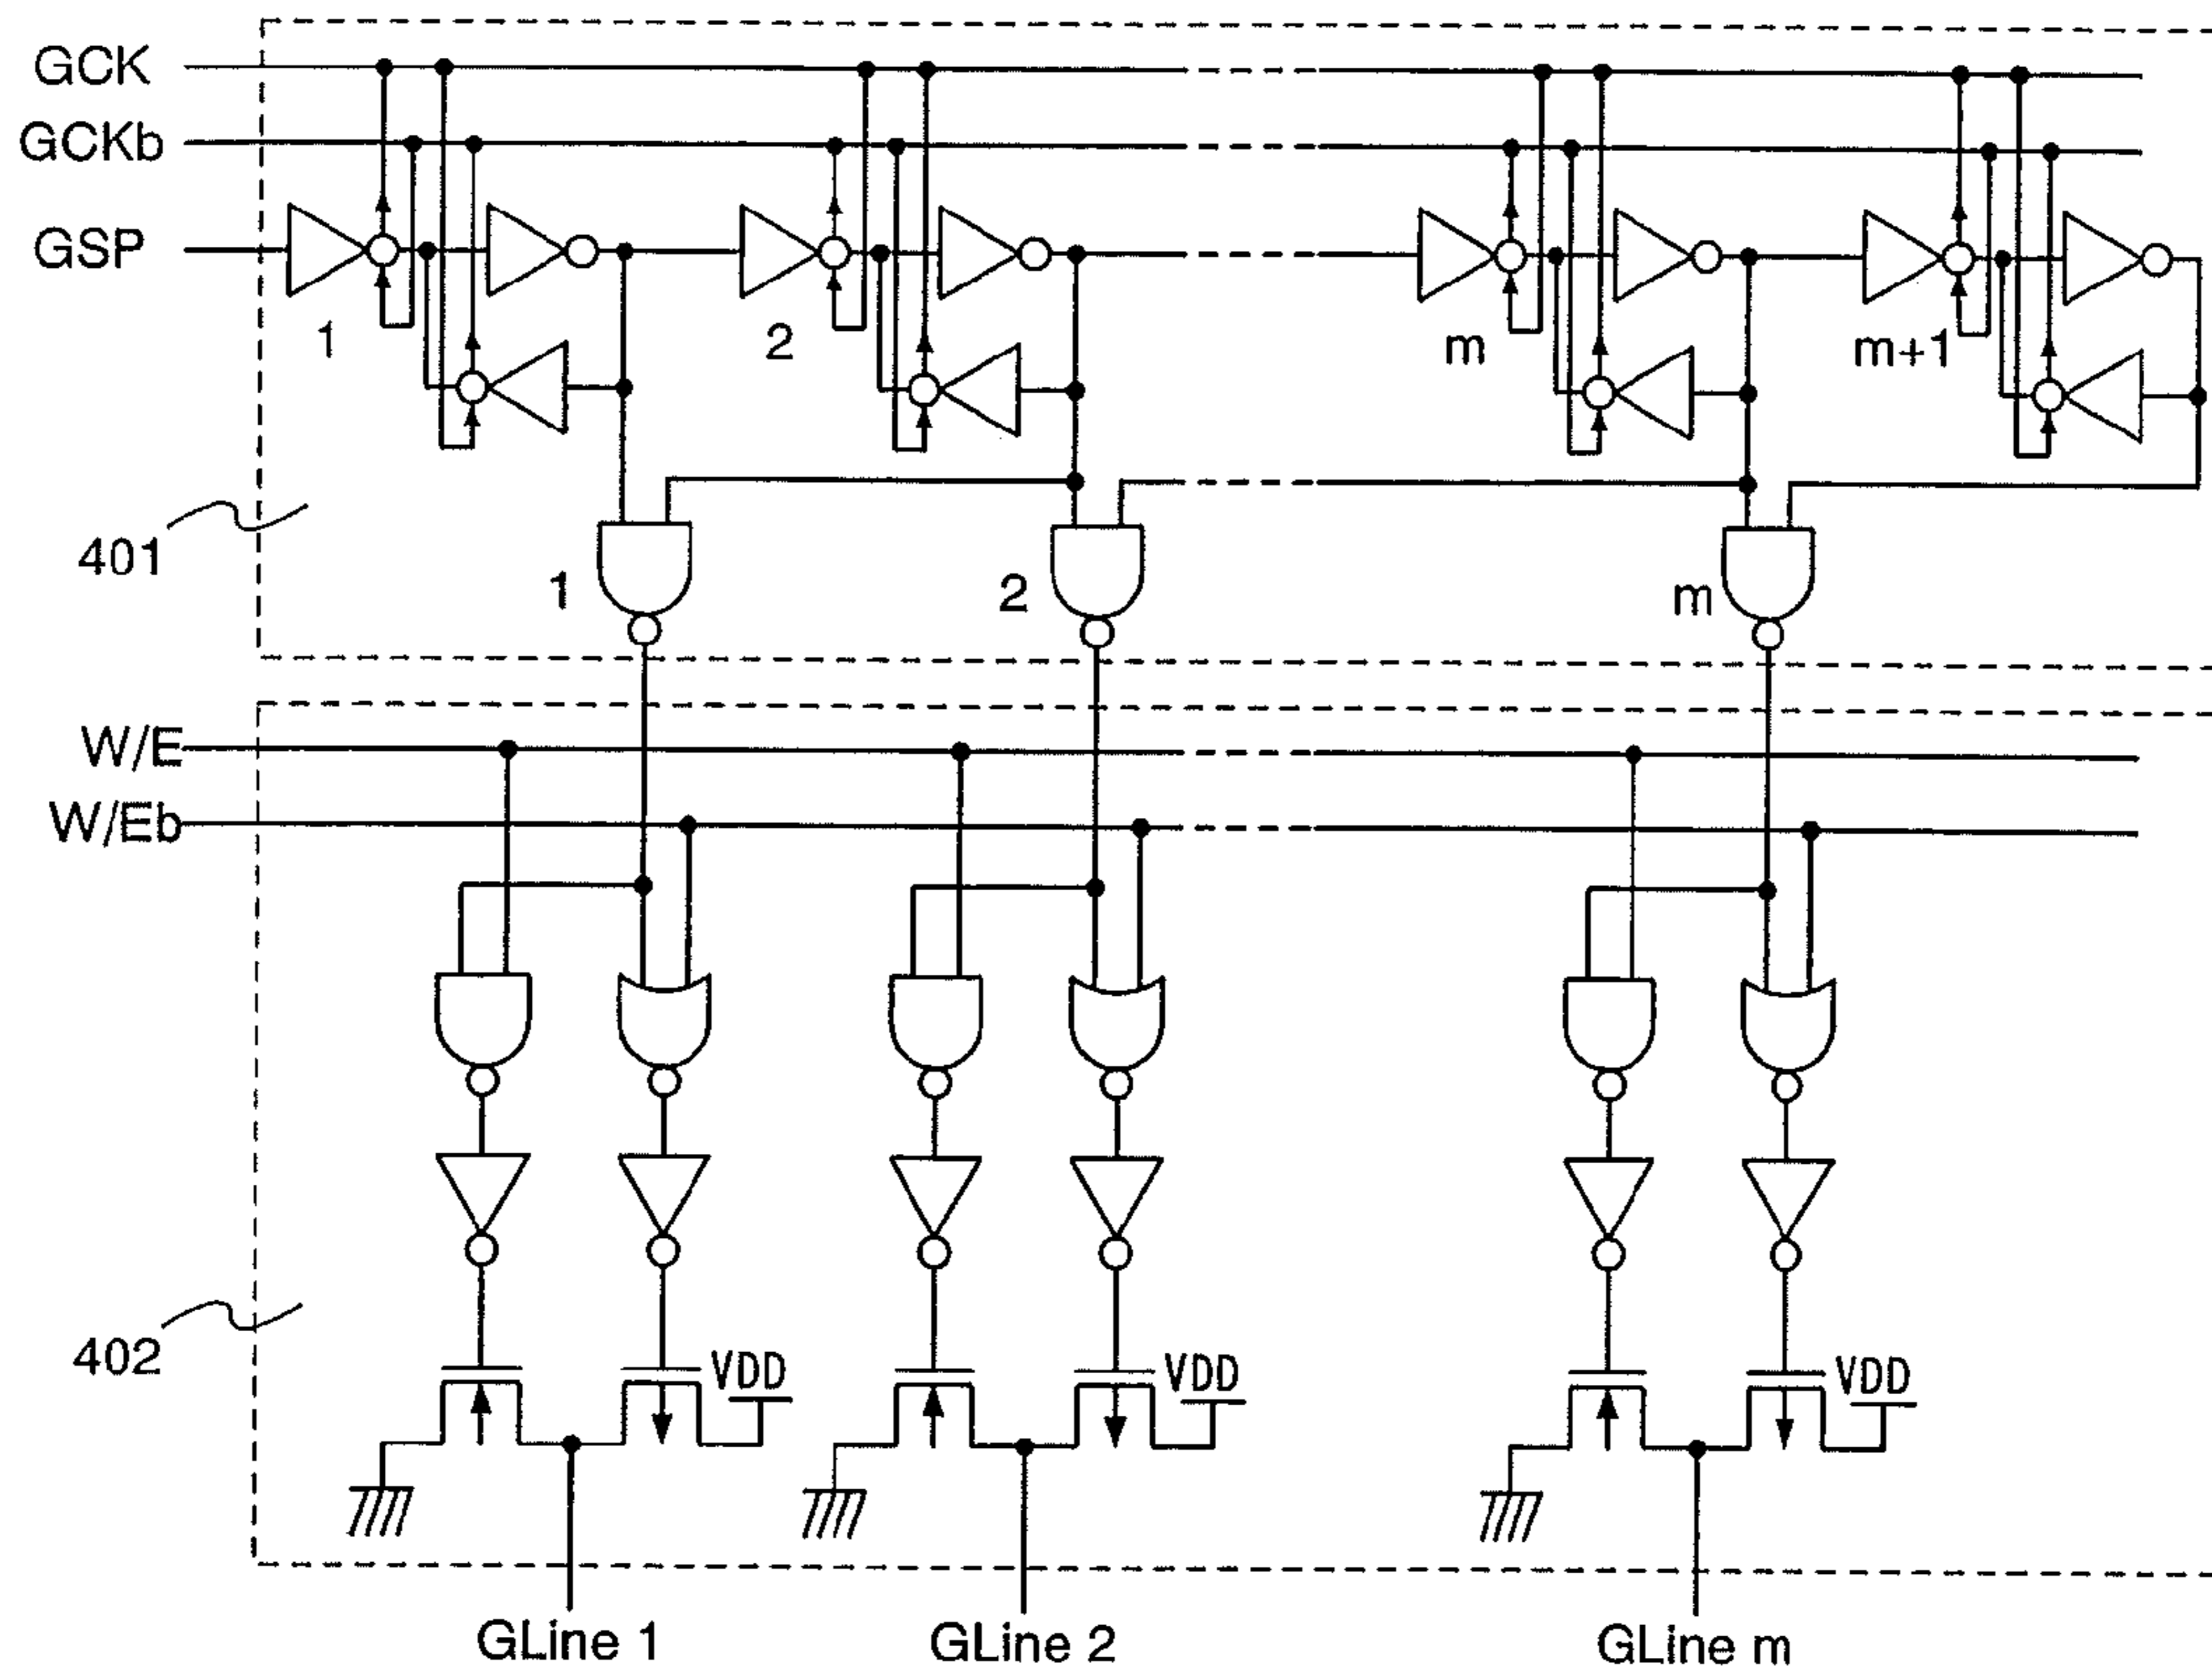 GCK
GCKb
GSP
1
2
m
m+1
401
1
2
m
W/E
W/Eb
402
VDD
VDD
VDD
GLine 1
GLine 2
GLine m